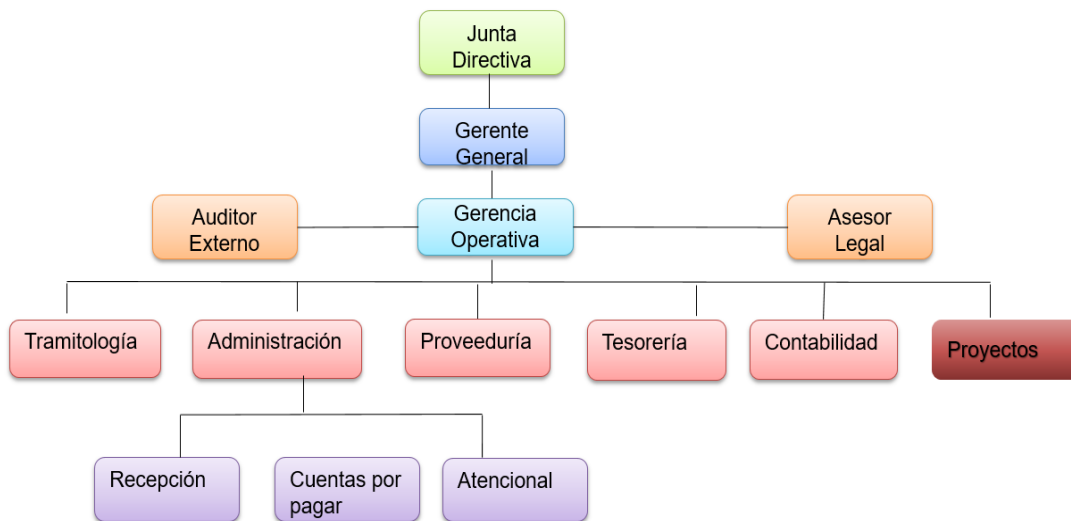 Junta
Directiva
Gerente
General
Auditor
Externo
Gerencia
Operativa
Asesor
Legal
Tramitología
Administración
Proveeduría
Tesorería
Contabilidad
Proyectos
Recepción
Cuentas por
pagar
Atencional